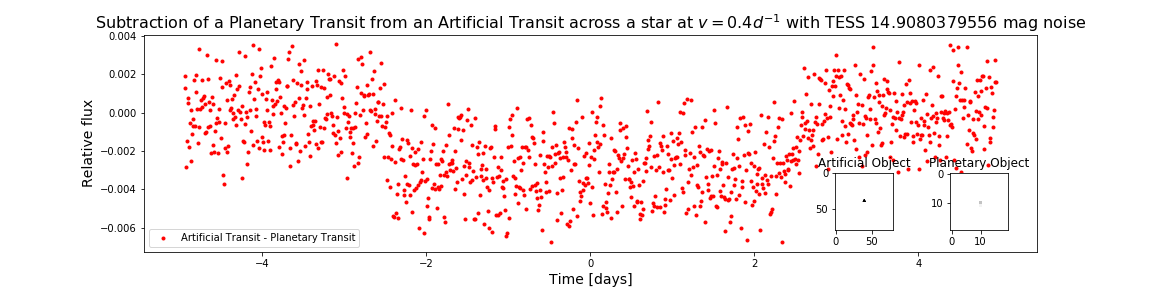 Subtraction of a Planetary Transit from an Artificial Transit across a star at v = 0.4d⁻¹ with TESS 14.9080379556 mag noise
0.004
0.002
0.000
−0.002
−0.004
−0.006
Relative flux
Artificial Object
0
50
0 50
Planetary Object
0
10
0 10
Artificial Transit - Planetary Transit
−4 −2 0 2 4
Time [days]